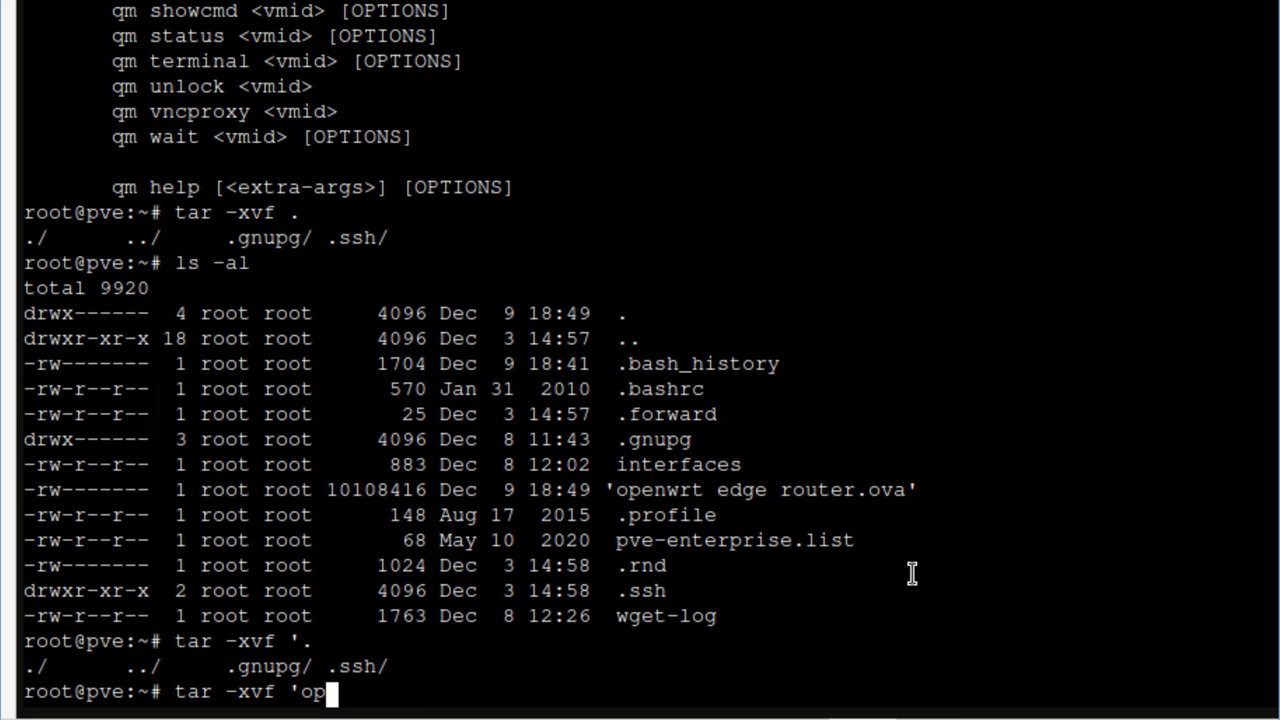 qm showcmd <vmid> [OPTIONS]
qm status <vmid> [OPTIONS]
qm terminal <vmid> [OPTIONS]
qm unlock <vmid>
qm vncproxy <vmid>
qm wait <vmid> [OPTIONS]
qm help [<extra-args>] [OPTIONS]
root@pve:~# tar -xvf .
./ ../ .gnupg/ .ssh/
root@pve:~# ls -al
total 9920
drwx------ 4 root root 4096 Dec 9 18:49 .
drwxr-xr-x 18 root root 4096 Dec 3 14:57 ..
-rw------- 1 root root 1704 Dec 9 18:41 .bash_history
-rw-r--r-- 1 root root 570 Jan 31 2010 .bashrc
-rw-r--r-- 1 root root 25 Dec 3 14:57 .forward
drwx------ 3 root root 4096 Dec 8 11:43 .gnupg
-rw-r--r-- 1 root root 883 Dec 8 12:02 interfaces
-rw------- 1 root root 10108416 Dec 9 18:49 'openwrt edge router.ova'
-rw-r--r-- 1 root root 148 Aug 17 2015 .profile
-rw-r--r-- 1 root root 68 May 10 2020 pve-enterprise.list
-rw------- 1 root root 1024 Dec 3 14:58 .rnd
drwxr-xr-x 2 root root 4096 Dec 3 14:58 .ssh
-rw-r--r-- 1 root root 1763 Dec 8 12:26 wget-log
root@pve:~# tar -xvf '.
./ ../ .gnupg/ .ssh/
root@pve:~# tar -xvf 'op